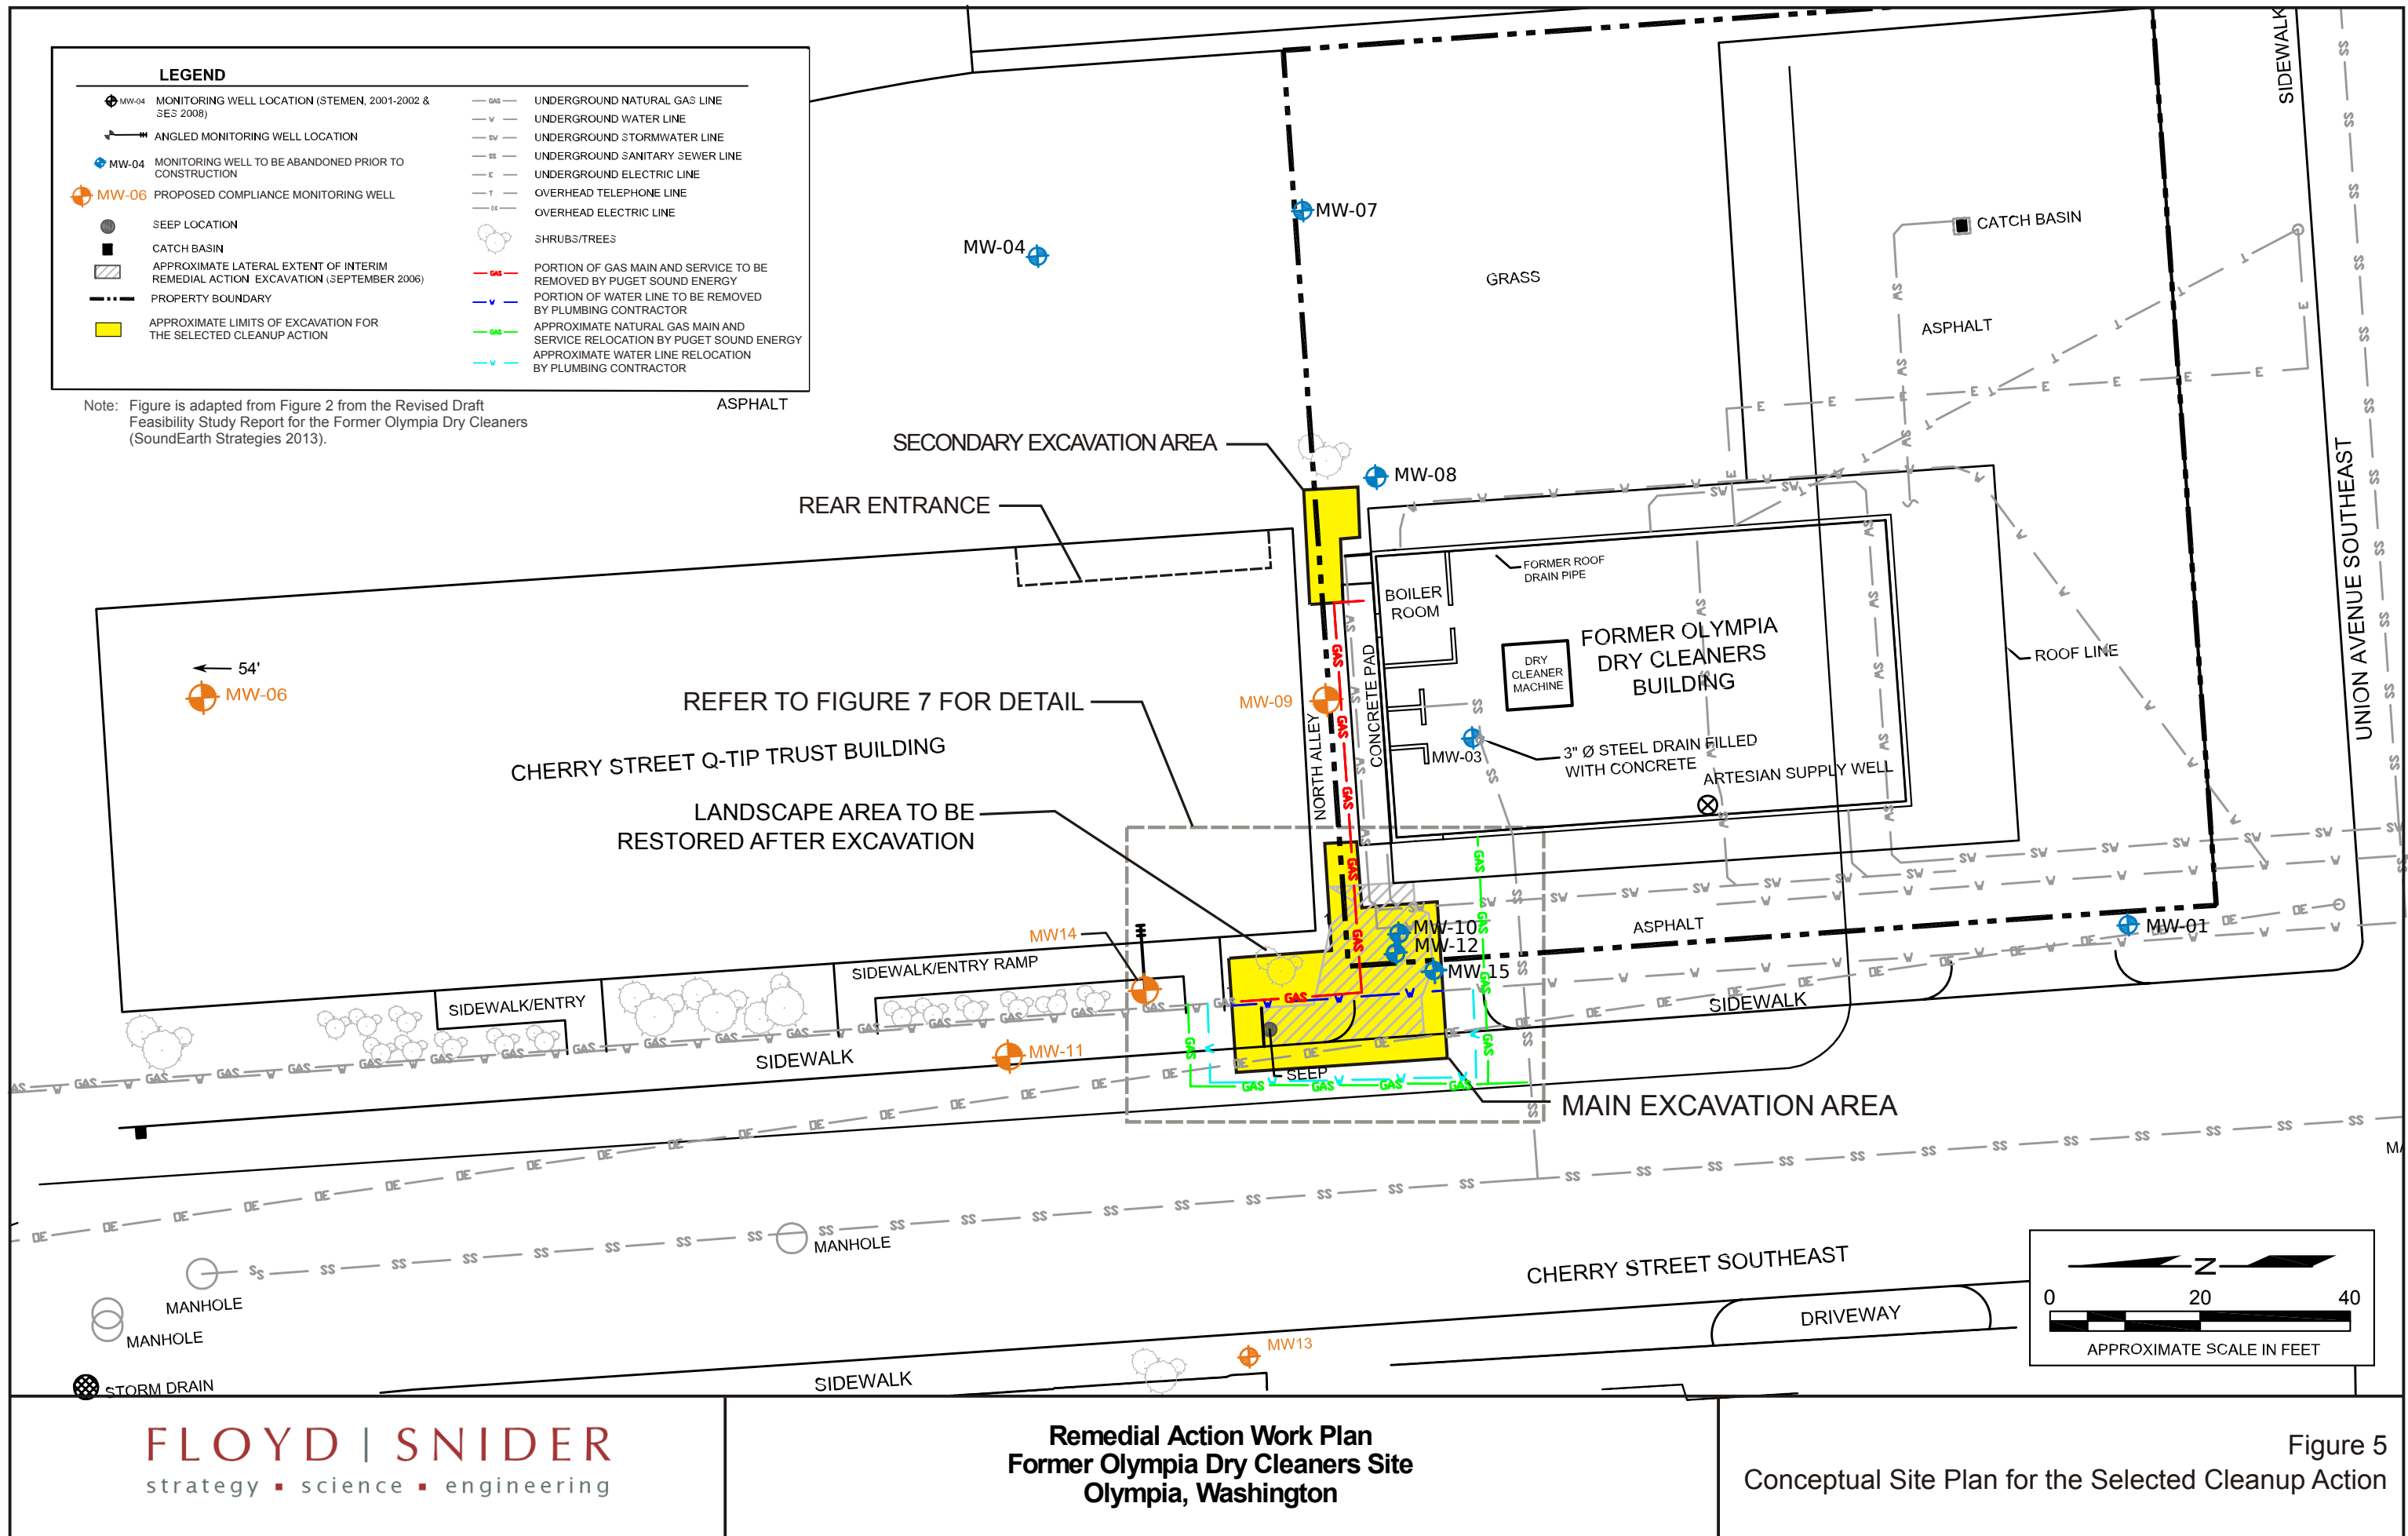 LEGEND
MW-04 MONITORING WELL LOCATION (STEMEN, 2001-2002 &
SES 2008)
ANGLED MONITORING WELL LOCATION
MW-04 MONITORING WELL TO BE ABANDONED PRIOR TO
CONSTRUCTION
MW-06 PROPOSED COMPLIANCE MONITORING WELL
SEEP LOCATION
CATCH BASIN
APPROXIMATE LATERAL EXTENT OF INTERIM
REMEDIAL ACTION EXCAVATION (SEPTEMBER 2006)
PROPERTY BOUNDARY
APPROXIMATE LIMITS OF EXCAVATION FOR
THE SELECTED CLEANUP ACTION
GAS UNDERGROUND NATURAL GAS LINE
W UNDERGROUND WATER LINE
SW UNDERGROUND STORMWATER LINE
SS UNDERGROUND SANITARY SEWER LINE
E UNDERGROUND ELECTRIC LINE
T OVERHEAD TELEPHONE LINE
OE OVERHEAD ELECTRIC LINE
SHRUBS/TREES
GAS PORTION OF GAS MAIN AND SERVICE TO BE
REMOVED BY PUGET SOUND ENERGY
W PORTION OF WATER LINE TO BE REMOVED
BY PLUMBING CONTRACTOR
GAS APPROXIMATE NATURAL GAS MAIN AND
SERVICE RELOCATION BY PUGET SOUND ENERGY
W APPROXIMATE WATER LINE RELOCATION
BY PLUMBING CONTRACTOR
Note: Figure is adapted from Figure 2 from the Revised Draft
Feasibility Study Report for the Former Olympia Dry Cleaners
(SoundEarth Strategies 2013).
ASPHALT
SIDEWALK
MW-07
MW-04
GRASS
CATCH BASIN
ASPHALT
SECONDARY EXCAVATION AREA
MW-08
REAR ENTRANCE
UNION AVENUE SOUTHEAST
FORMER ROOF
DRAIN PIPE
BOILER
ROOM
FORMER OLYMPIA
DRY CLEANERS
BUILDING
DRY
CLEANER
MACHINE
ROOF LINE
54'
MW-06
MW-09
REFER TO FIGURE 7 FOR DETAIL
NORTH ALLEY
CONCRETE PAD
CHERRY STREET Q-TIP TRUST BUILDING
MW-03
3" Ø STEEL DRAIN FILLED
WITH CONCRETE
ARTESIAN SUPPLY WELL
LANDSCAPE AREA TO BE
RESTORED AFTER EXCAVATION
MW14
MW-10
MW-12
MW-15
ASPHALT
MW-01
SIDEWALK/ENTRY RAMP
SIDEWALK/ENTRY
SIDEWALK
SIDEWALK
MW-11
SEEP
MAIN EXCAVATION AREA
MANHOLE
MANHOLE
MANHOLE
STORM DRAIN
CHERRY STREET SOUTHEAST
DRIVEWAY
MW13
SIDEWALK
N
0 20 40
APPROXIMATE SCALE IN FEET
FLOYD | SNIDER
strategy ▪ science ▪ engineering
Remedial Action Work Plan
Former Olympia Dry Cleaners Site
Olympia, Washington
Figure 5
Conceptual Site Plan for the Selected Cleanup Action